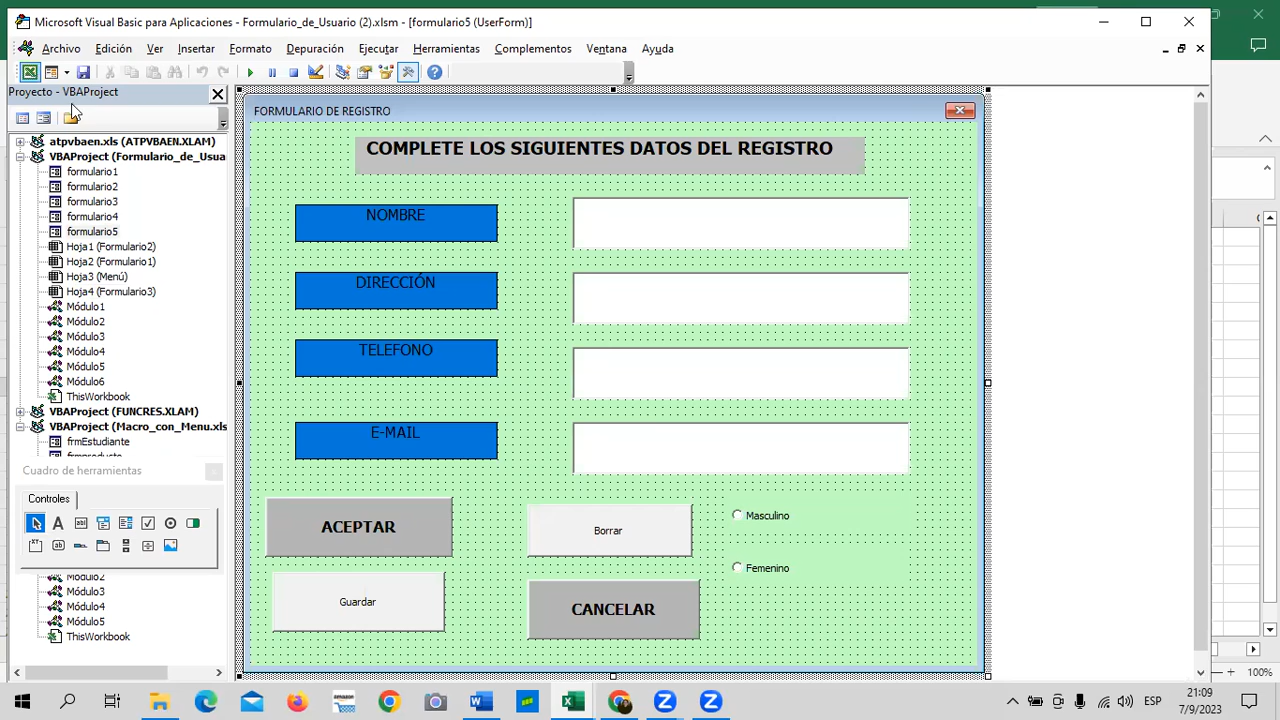 Microsoft Visual Basic para Aplicaciones - Formulario_de_Usuario (2).xlsm - [formulario5 (UserForm)]
Archivo Edición Ver Insertar Formato Depuración Ejecutar Herramientas Complementos Ventana Ayuda
Proyecto - VBAProject
atpvbaen.xls (ATPVBAEN.XLAM)
VBAProject (Formulario_de_Usua
formulario1
formulario2
formulario3
formulario4
formulario5
Hoja1 (Formulario2)
Hoja2 (Formulario1)
Hoja3 (Menú)
Hoja4 (Formulario3)
Módulo1
Módulo2
Módulo3
Módulo4
Módulo5
Módulo6
ThisWorkbook
VBAProject (FUNCRES.XLAM)
VBAProject (Macro_con_Menu.xls
frmEstudiante
frmproducto
Cuadro de herramientas
Controles
Módulo2
Módulo3
Módulo4
Módulo5
ThisWorkbook
FORMULARIO DE REGISTRO
COMPLETE LOS SIGUIENTES DATOS DEL REGISTRO
NOMBRE
DIRECCIÓN
TELEFONO
E-MAIL
ACEPTAR
Borrar
Masculino
Femenino
Guardar
CANCELAR
100%
ESP
21:09
7/9/2023